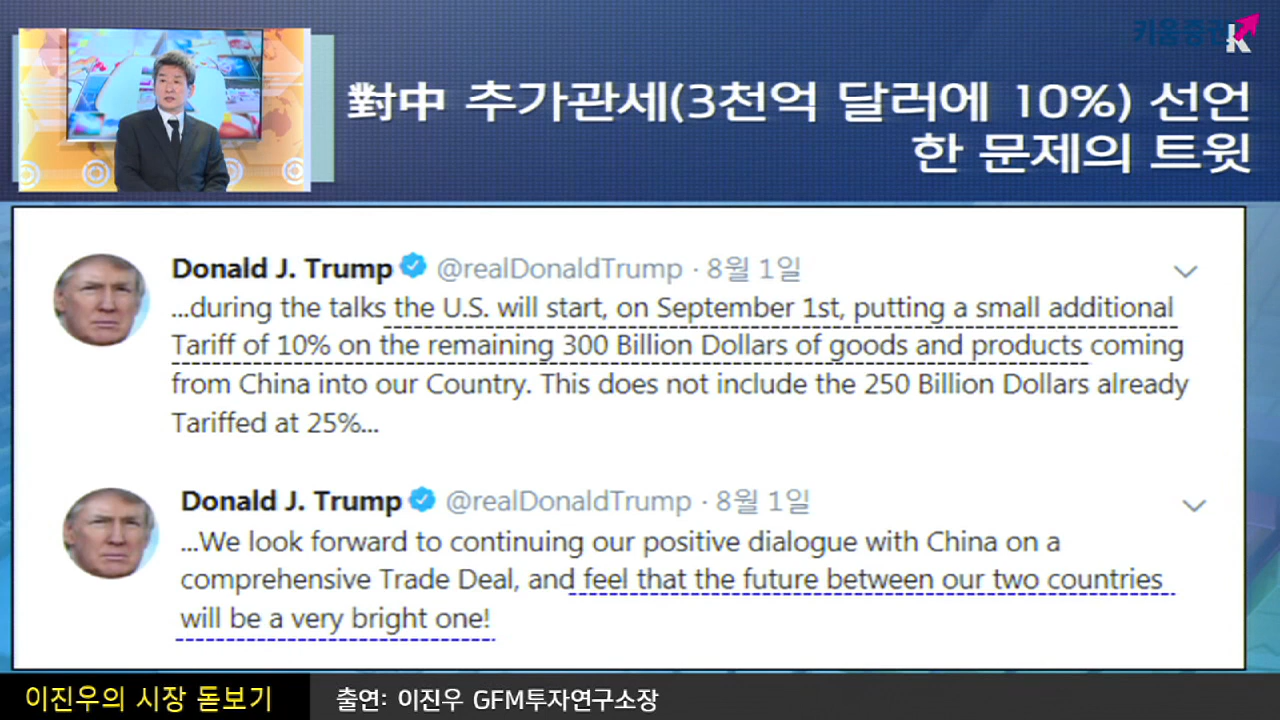 키움증권
對中 추가관세(3천억 달러에 10%) 선언
한 문제의 트윗
Donald J. Trump @realDonaldTrump · 8월 1일
...during the talks the U.S. will start, on September 1st, putting a small additional
Tariff of 10% on the remaining 300 Billion Dollars of goods and products coming
from China into our Country. This does not include the 250 Billion Dollars already
Tariffed at 25%...
Donald J. Trump @realDonaldTrump · 8월 1일
...We look forward to continuing our positive dialogue with China on a
comprehensive Trade Deal, and feel that the future between our two countries
will be a very bright one!
이진우의 시장 돋보기
출연: 이진우 GFM투자연구소장